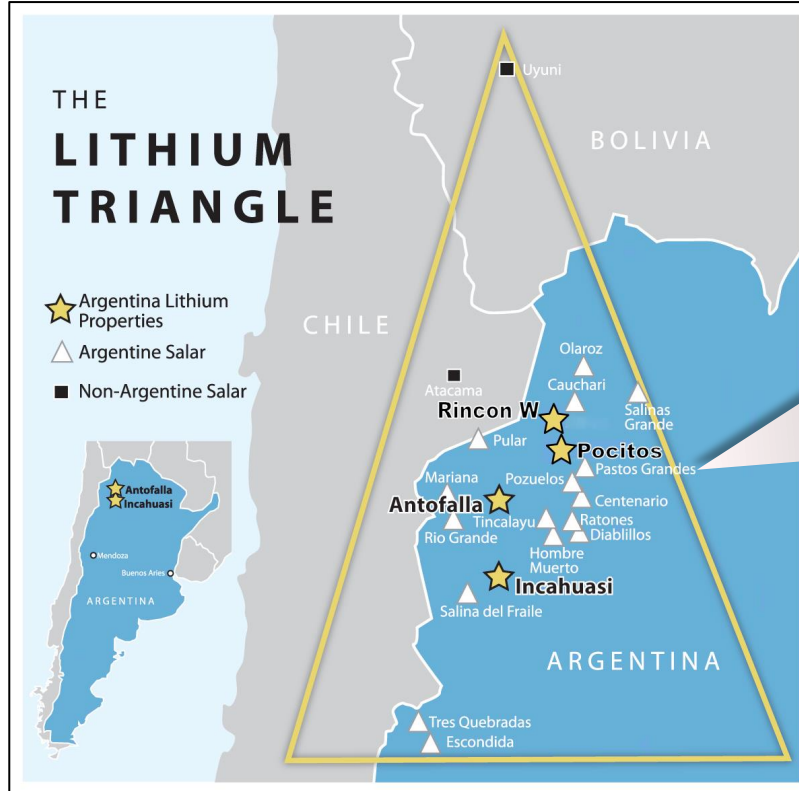 THE
LITHIUM
TRIANGLE
Argentina Lithium
Properties
Argentine Salar
Non-Argentine Salar
Uyuni
BOLIVIA
CHILE
Olaroz
Atacama
Cauchari
Rincon W
Salinas
Grande
Pular
Pocitos
Pastos Grandes
Mariana
Pozuelos
Antofalla
Centenario
Tincalayu
Ratones
Rio Grande
Diablillos
Hombre
Muerto
Incahuasi
Salina del Fraile
ARGENTINA
Tres Quebradas
Escondida
Antofalla
Incahuasi
Mendoza
Buenos Aries
ARGENTINA